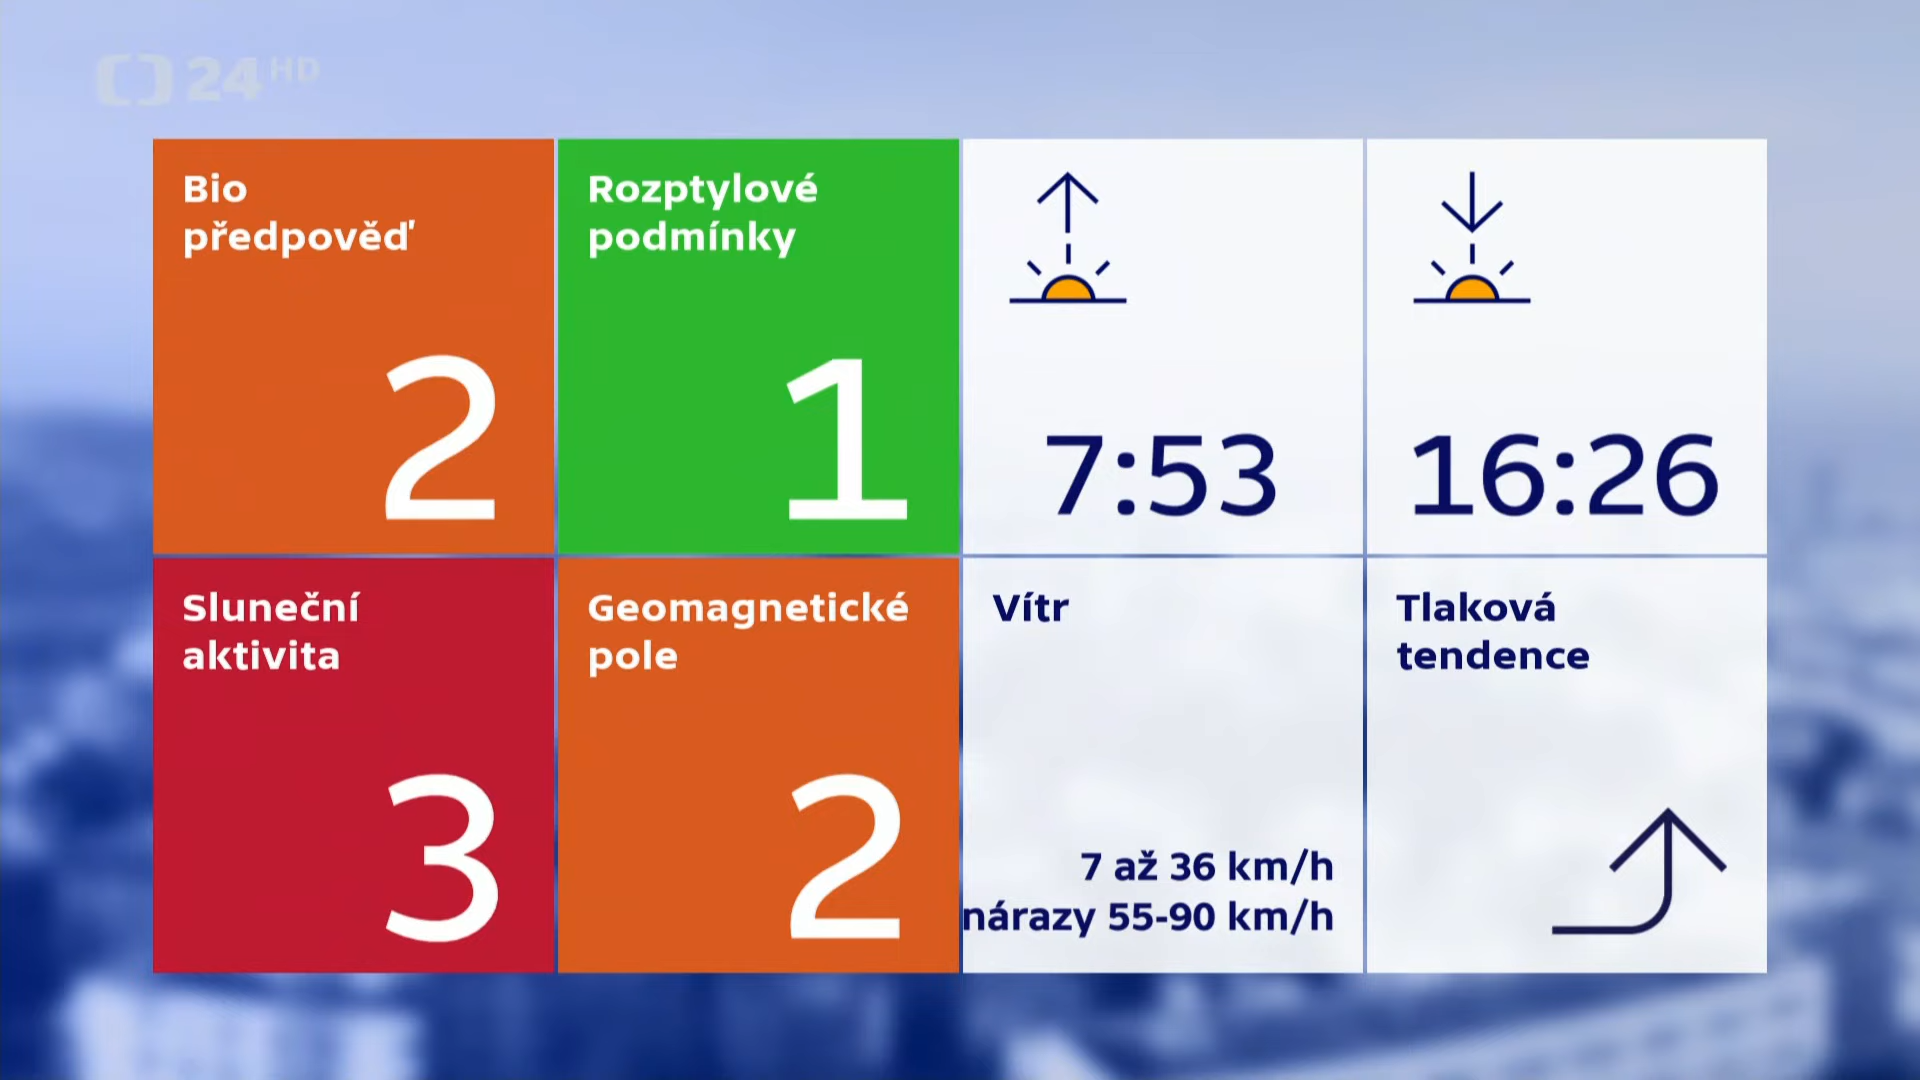 24 HD
Bio
předpověď
2
Rozptylové
podmínky
1
7:53
16:26
Sluneční
aktivita
3
Geomagnetické
pole
2
Vítr
7 až 36 km/h
nárazy 55-90 km/h
Tlaková
tendence